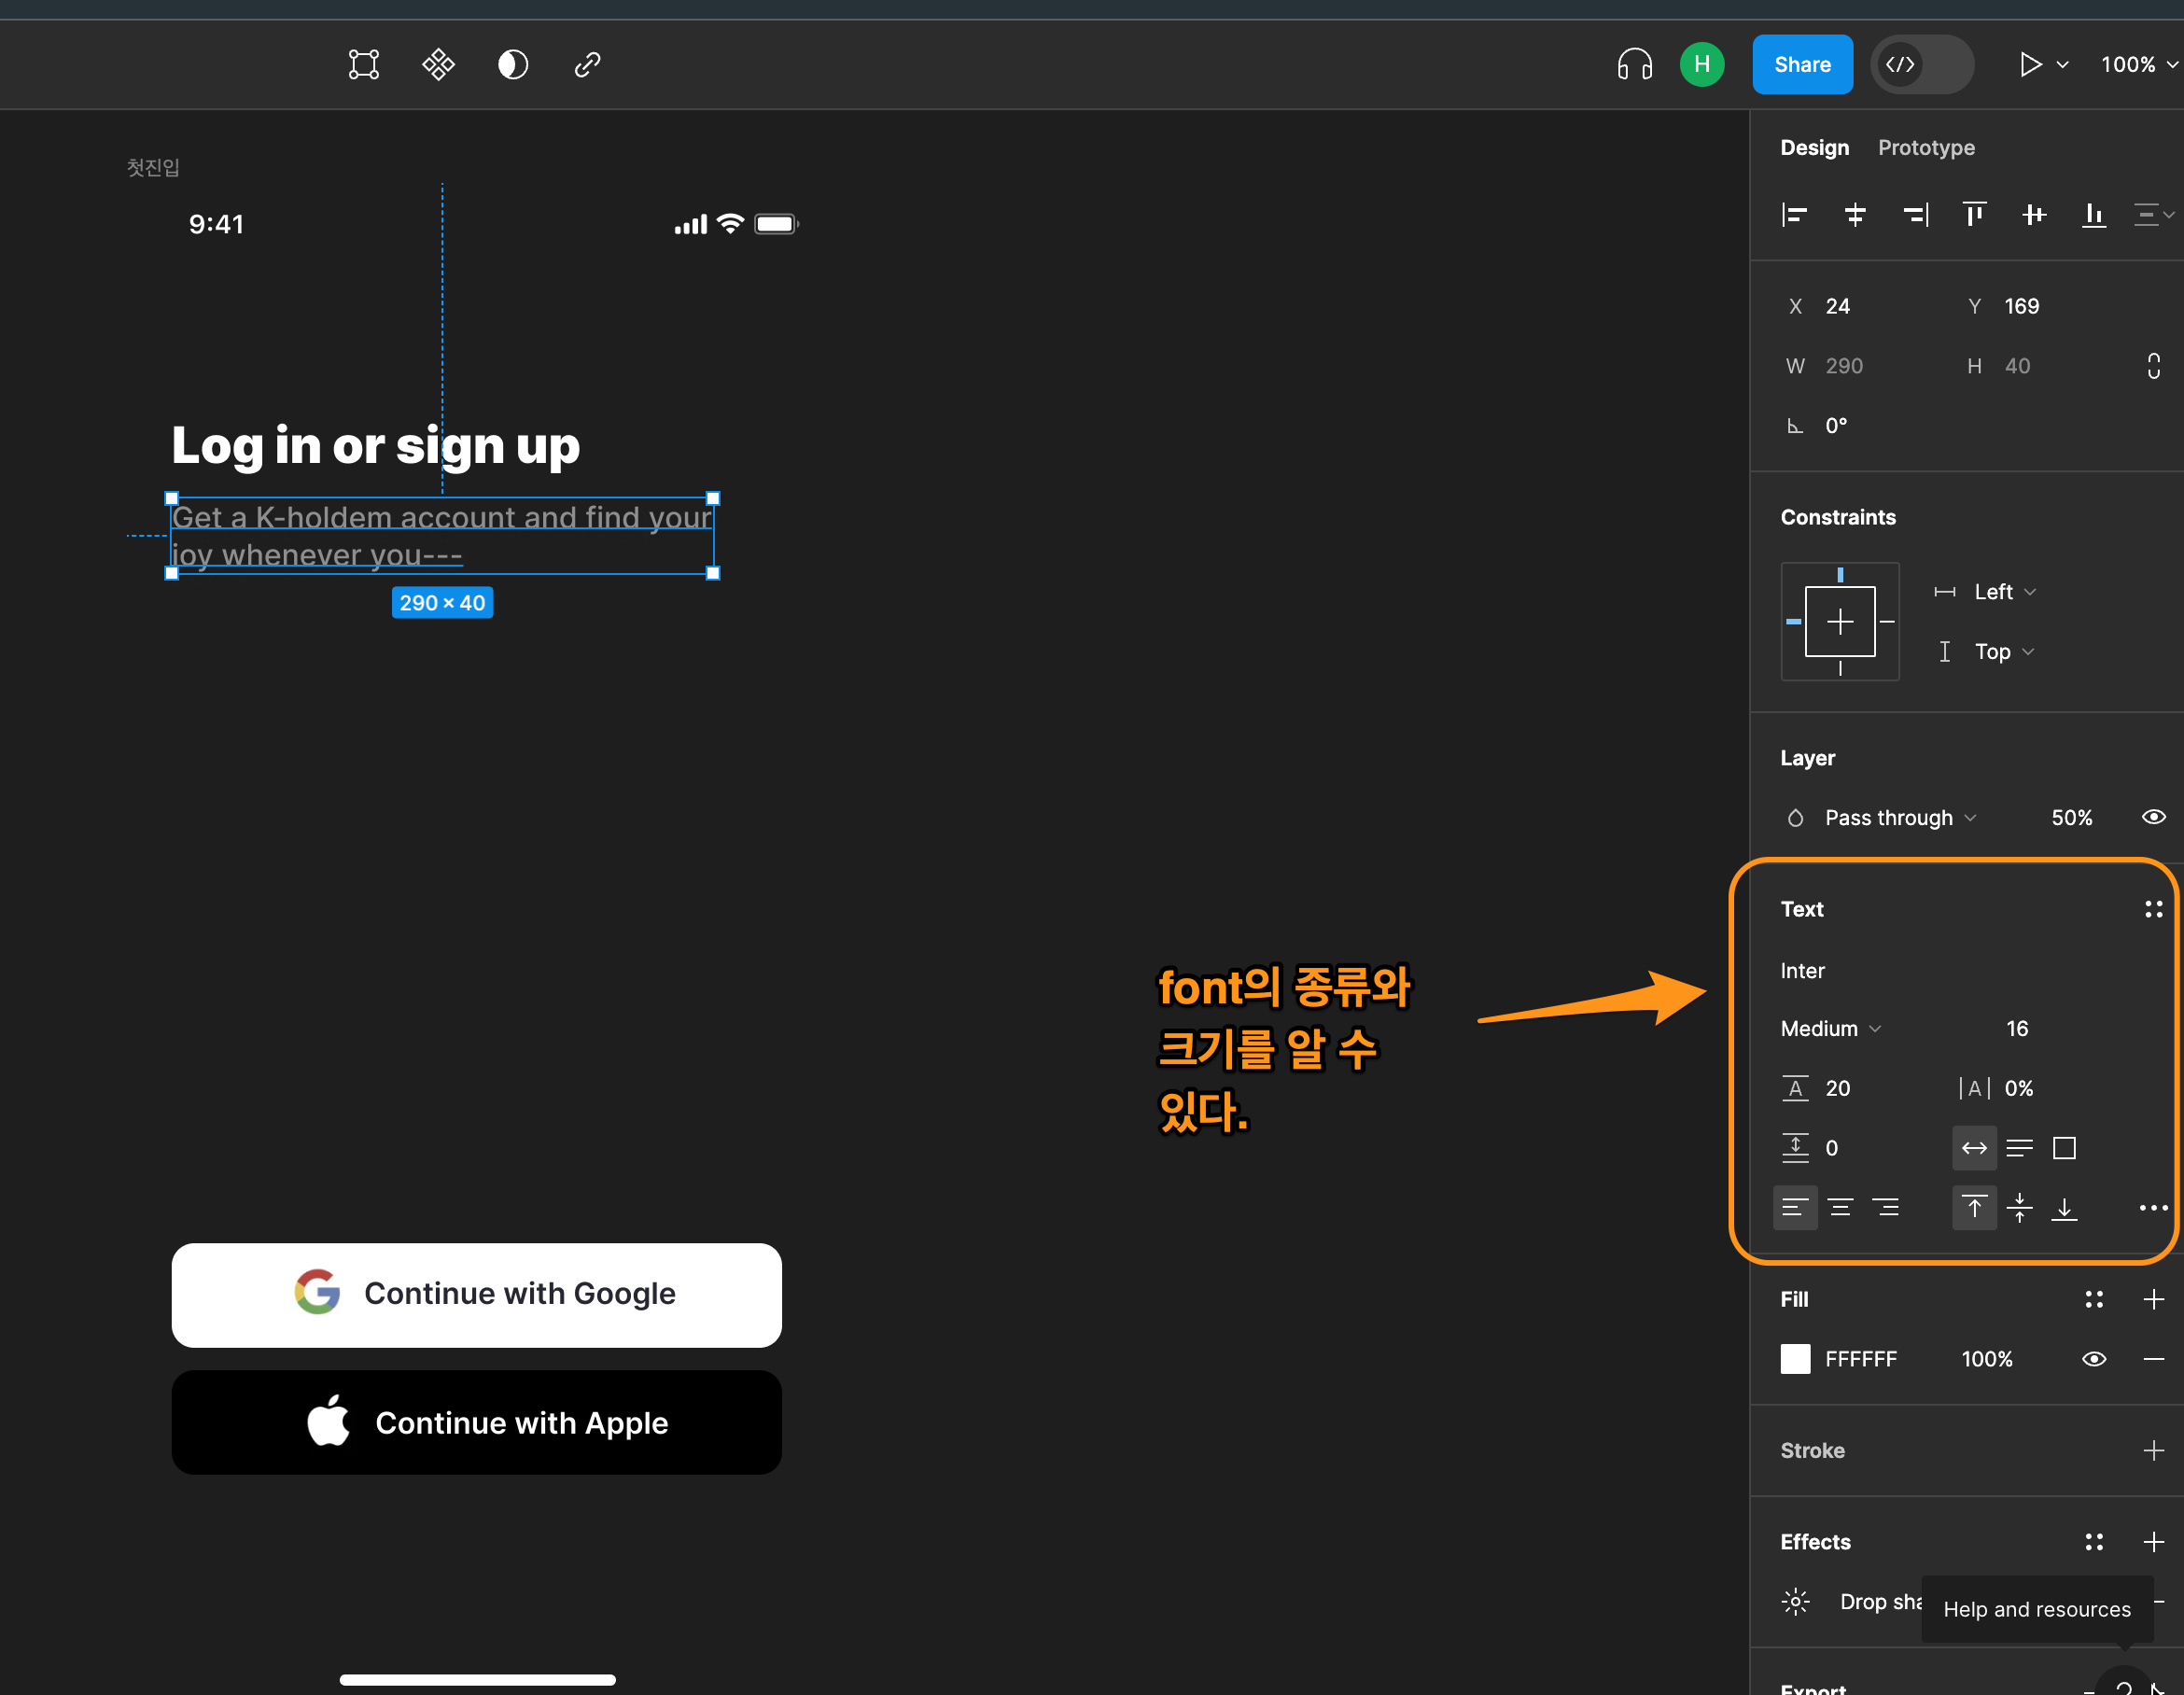 H
Share
100%
Design Prototype
첫진입
9:41
X 24 Y 169
W 290 H 40
0°
Log in or sign up
Get a K-holdem account and find your
joy whenever you---
290 × 40
Constraints
Left
Top
Layer
Pass through 50%
Text
Inter
Medium 16
A 20 |A| 0%
0
font의 종류와
크기를 알 수
있다.
Continue with Google
Continue with Apple
Fill
FFFFFF 100%
Stroke
Effects
Drop sha
Help and resources
Export
?